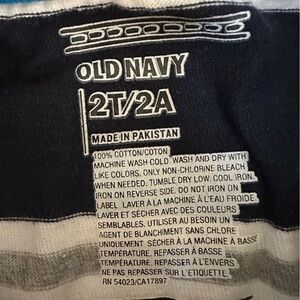 OLD NAVY
2T/2A
MADE IN PAKISTAN
100% COTTON/COTON
MACHINE WASH COLD. WASH AND DRY WITH
LIKE COLORS. ONLY NON-CHLORINE BLEACH
WHEN NEEDED. TUMBLE DRY LOW. COOL IRON.
IRON ON REVERSE SIDE. DO NOT IRON ON
LABEL. LAVER À LA MACHINE À L'EAU FROIDE.
LAVER ET SÉCHER AVEC DES COULEURS
SEMBLABLES. UTILISER AU BESOIN UN
AGENT DE BLANCHIMENT SANS CHLORE
UNIQUEMENT. SÉCHER À LA MACHINE À BASSE
TEMPÉRATURE. REPASSER À BASSE
TEMPÉRATURE. REPASSER À L'ENVERS
NE PAS REPASSER SUR L'ETIQUETTE.
RN 54023/CA17897